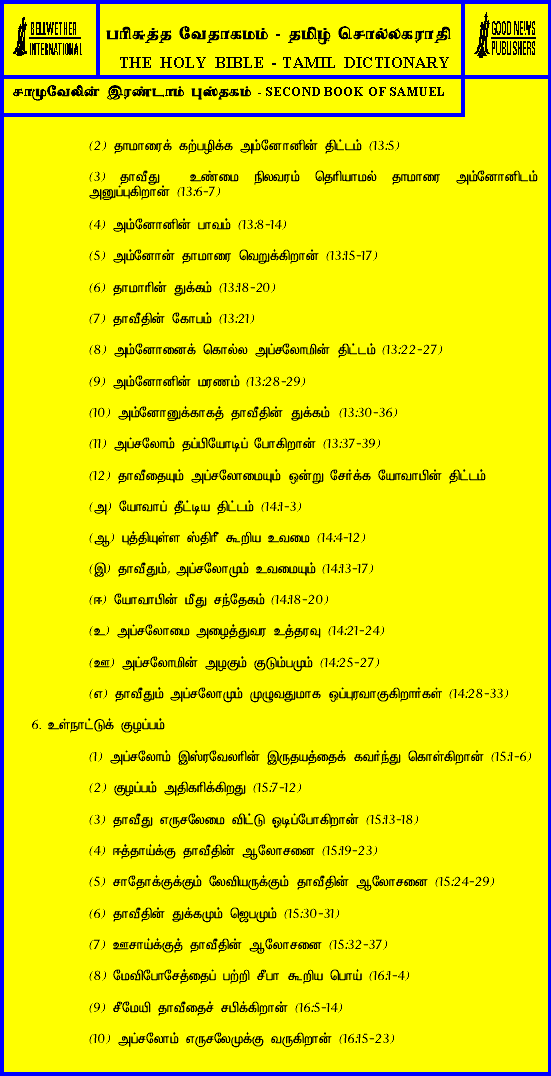 BELLWETHER
INTERNATIONAL
பரிசுத்த வேதாகமம் - தமிழ் சொல்லகராதி
THE HOLY BIBLE - TAMIL DICTIONARY
GOOD NEWS
PUBLISHERS
சாமுவேலின் இரண்டாம் புஸ்தகம் - SECOND BOOK OF SAMUEL
(2) தாமாரைக் கற்பழிக்க அம்னோனின் திட்டம் (13:5)
(3) தாவீது உண்மை நிலவரம் தெரியாமல் தாமாரை அம்னோனிடம்
அனுப்புகிறான் (13:6-7)
(4) அம்னோனின் பாவம் (13:8-14)
(5) அம்னோன் தாமாரை வெறுக்கிறான் (13:15-17)
(6) தாமாரின் துக்கம் (13:18-20)
(7) தாவீதின் கோபம் (13:21)
(8) அம்னோனைக் கொல்ல அப்சலோமின் திட்டம் (13:22-27)
(9) அம்னோனின் மரணம் (13:28-29)
(10) அம்னோனுக்காகத் தாவீதின் துக்கம் (13:30-36)
(11) அப்சலோம் தப்பியோடிப் போகிறான் (13:37-39)
(12) தாவீதையும் அப்சலோமையும் ஒன்று சேர்க்க யோவாபின் திட்டம்
(அ) யோவாப் தீட்டிய திட்டம் (14:1-3)
(ஆ) புத்தியுள்ள ஸ்திரீ கூறிய உவமை (14:4-12)
(இ) தாவீதும், அப்சலோமும் உவமையும் (14:13-17)
(ஈ) யோவாபின் மீது சந்தேகம் (14:18-20)
(உ) அப்சலோமை அழைத்துவர உத்தரவு (14:21-24)
(ஊ) அப்சலோமின் அழகும் குடும்பமும் (14:25-27)
(எ) தாவீதும் அப்சலோமும் முழுவதுமாக ஒப்புரவாகுகிறார்கள் (14:28-33)
6. உள்நாட்டுக் குழப்பம்
(1) அப்சலோம் இஸ்ரவேலரின் இருதயத்தைக் கவர்ந்து கொள்கிறான் (15:1-6)
(2) குழப்பம் அதிகரிக்கிறது (15:7-12)
(3) தாவீது எருசலேமை விட்டு ஓடிப்போகிறான் (15:13-18)
(4) ஈத்தாய்க்கு தாவீதின் ஆலோசனை (15:19-23)
(5) சாதோக்குக்கும் லேவியருக்கும் தாவீதின் ஆலோசனை (15:24-29)
(6) தாவீதின் துக்கமும் ஜெபமும் (15:30-31)
(7) ஊசாய்க்குத் தாவீதின் ஆலோசனை (15:32-37)
(8) மேவிபோசேத்தைப் பற்றி சீபா கூறிய பொய் (16:1-4)
(9) சீமேயி தாவீதைச் சபிக்கிறான் (16:5-14)
(10) அப்சலோம் எருசலேமுக்கு வருகிறான் (16:15-23)